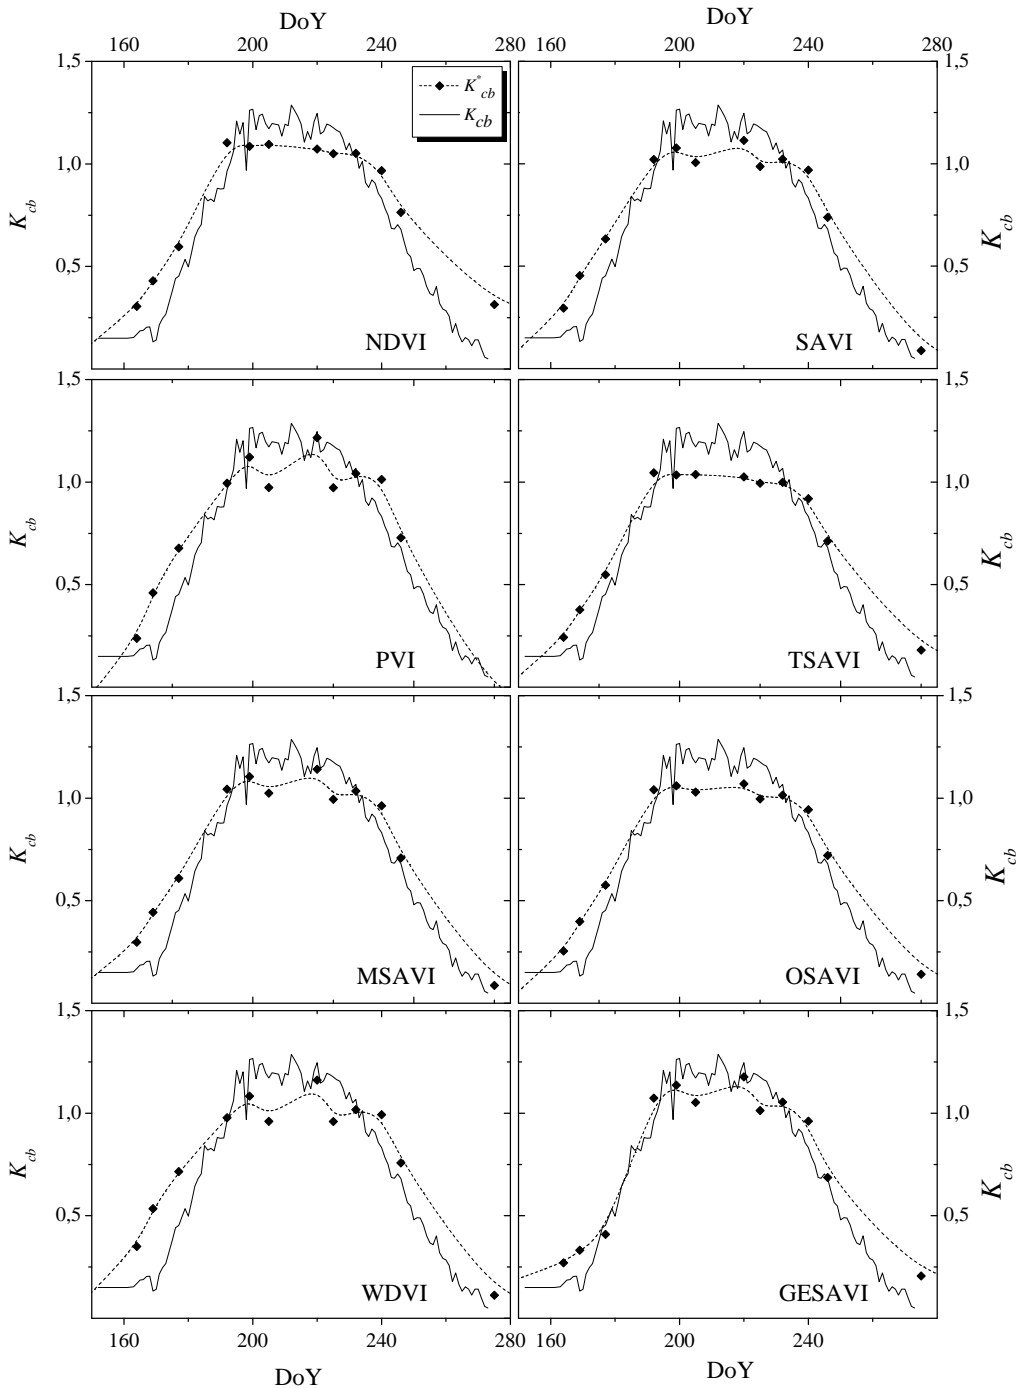 DoY DoY
160 200 240 280 160 200 240 280
1,5 1,5
K*cb
Kcb
1,0 1,0
Kcb Kcb
0,5 0,5
NDVI SAVI
1,5 1,5
1,0 1,0
Kcb Kcb
0,5 0,5
PVI TSAVI
1,5 1,5
1,0 1,0
Kcb Kcb
0,5 0,5
MSAVI OSAVI
1,5 1,5
1,0 1,0
Kcb Kcb
0,5 0,5
WDVI GESAVI
160 200 240 280 160 200 240 280
DoY DoY